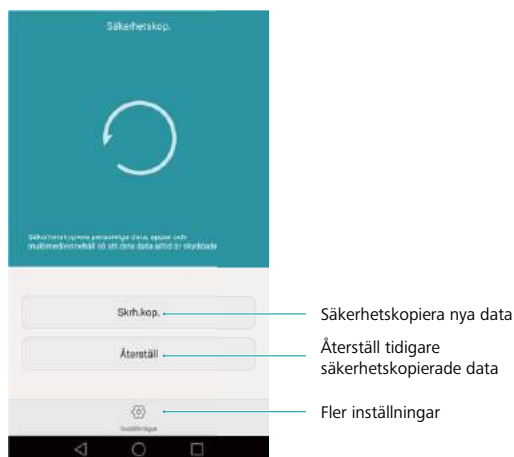 Säkerhetskop.
Säkerhetskopiera personliga data, appar och
multimedieinnehåll så att dina data alltid är skyddade
Skrh.kop.
Säkerhetskopiera nya data
Återställ
Återställ tidigare
säkerhetskopierade data
Fler inställningar
Inställningar